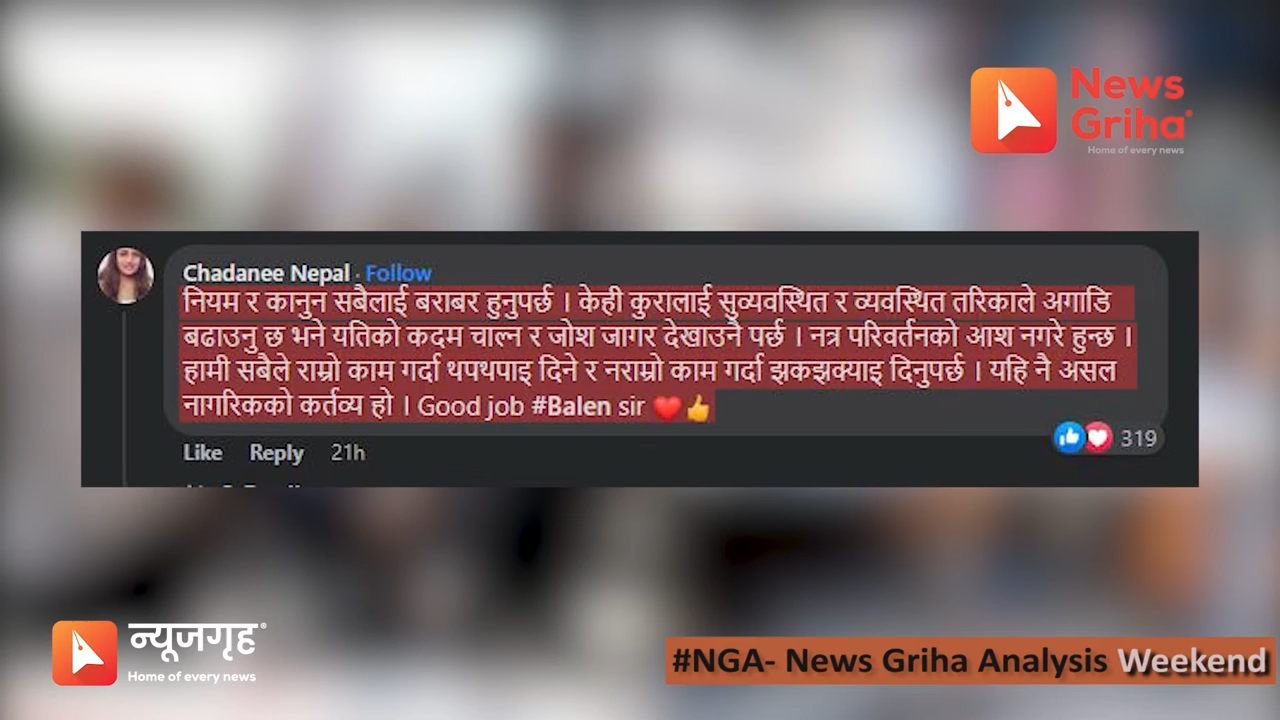 News
Griha
Home of every news
Chadanee Nepal · Follow
नियम र कानुन सबैलाई बराबर हुनुपर्छ । केही कुरालाई सुव्यवस्थित र व्यवस्थित तरिकाले अगाडि
बढाउनु छ भने यतिको कदम चाल्न र जोश जागर देखाउनै पर्छ । नत्र परिवर्तनको आश नगरे हुन्छ ।
हामी सबैले राम्रो काम गर्दा थपथपाइ दिने र नराम्रो काम गर्दा झकझक्याइ दिनुपर्छ । यहि नै असल
नागरिकको कर्तव्य हो । Good job #Balen sir ❤️👍
Like Reply 21h
319
न्यूजगृह
Home of every news
#NGA- News Griha Analysis Weekend